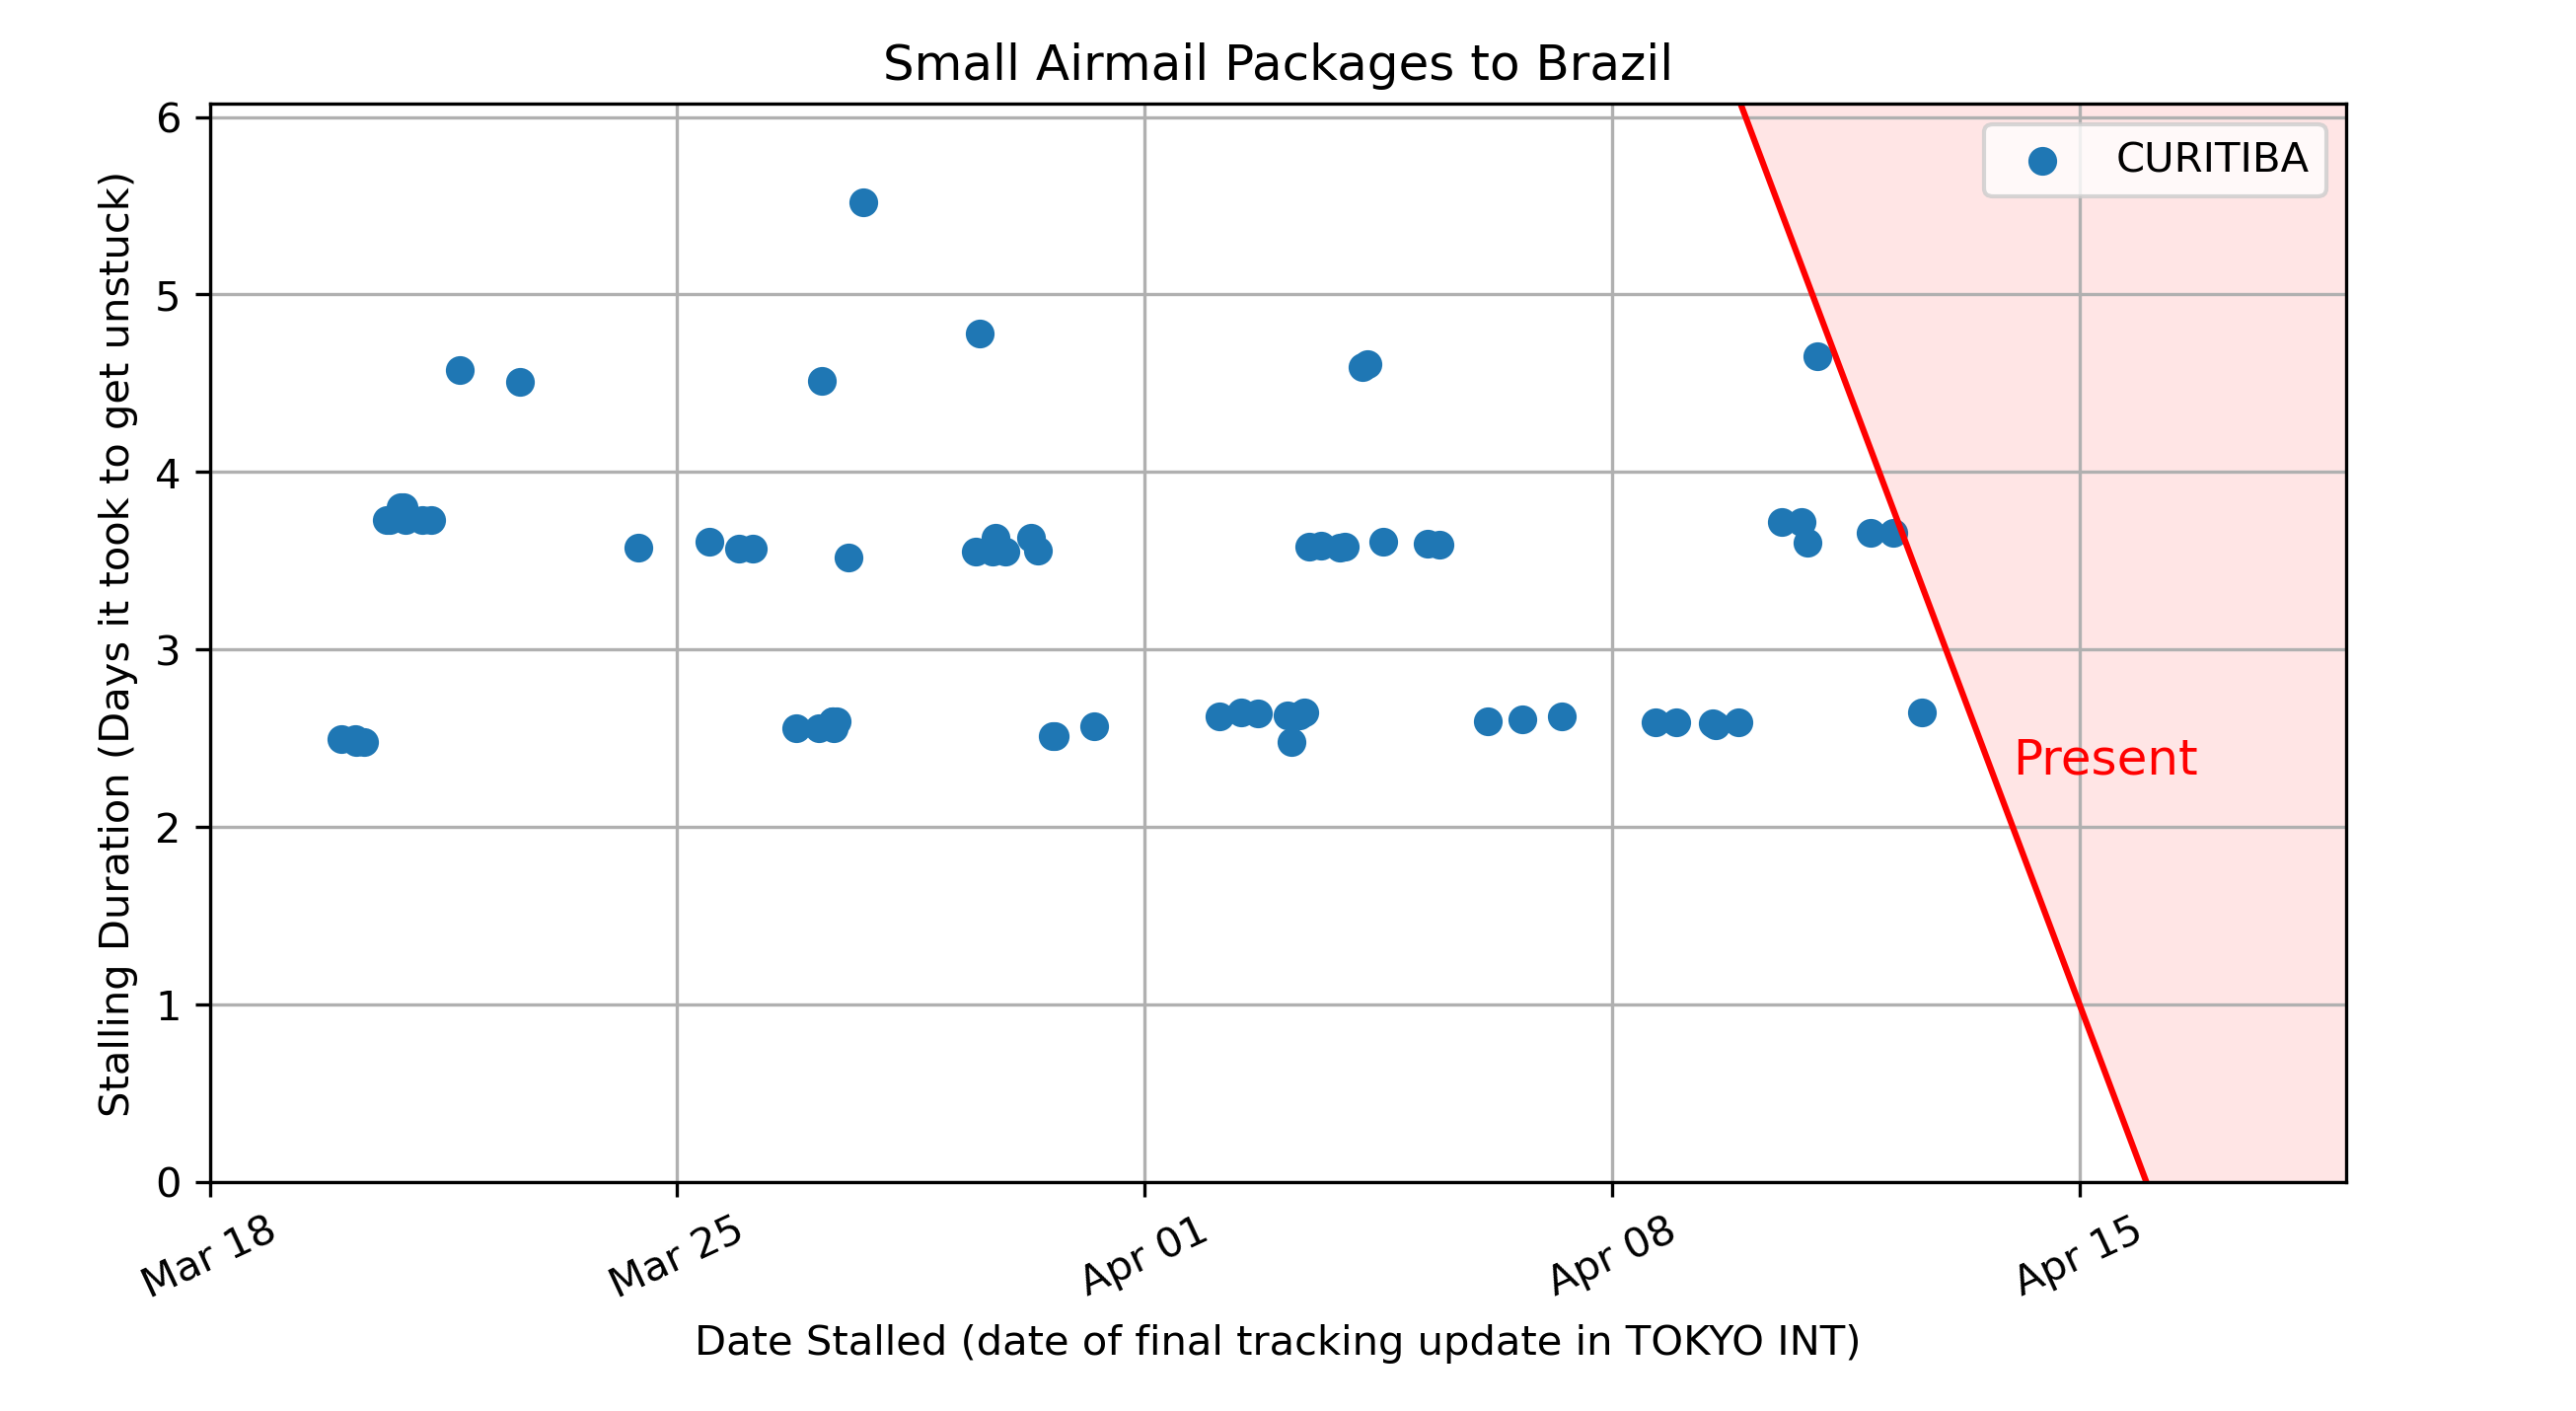 Small Airmail Packages to Brazil
Stalling Duration (Days it took to get unstuck)
6
5
4
3
2
1
0
CURITIBA
Present
Mar 18
Mar 25
Apr 01
Apr 08
Apr 15
Date Stalled (date of final tracking update in TOKYO INT)